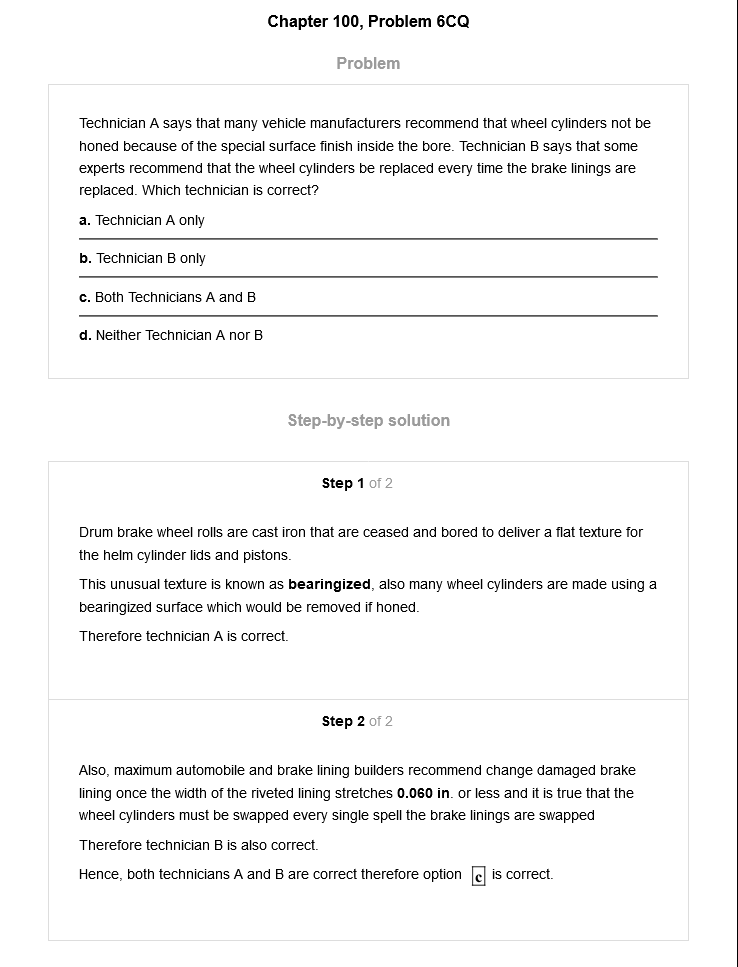 Chapter 100, Problem 6CQ
Problem
Technician A says that many vehicle manufacturers recommend that wheel cylinders not be
honed because of the special surface finish inside the bore. Technician B says that some
experts recommend that the wheel cylinders be replaced every time the brake linings are
replaced. Which technician is correct?
a. Technician A only
b. Technician B only
c. Both Technicians A and B
d. Neither Technician A nor B
Step-by-step solution
Step 1 of 2
Drum brake wheel rolls are cast iron that are ceased and bored to deliver a flat texture for
the helm cylinder lids and pistons.
This unusual texture is known as bearingized, also many wheel cylinders are made using a
bearingized surface which would be removed if honed.
Therefore technician A is correct.
Step 2 of 2
Also, maximum automobile and brake lining builders recommend change damaged brake
lining once the width of the riveted lining stretches 0.060 in. or less and it is true that the
wheel cylinders must be swapped every single spell the brake linings are swapped
Therefore technician B is also correct.
Hence, both technicians A and B are correct therefore option c is correct.